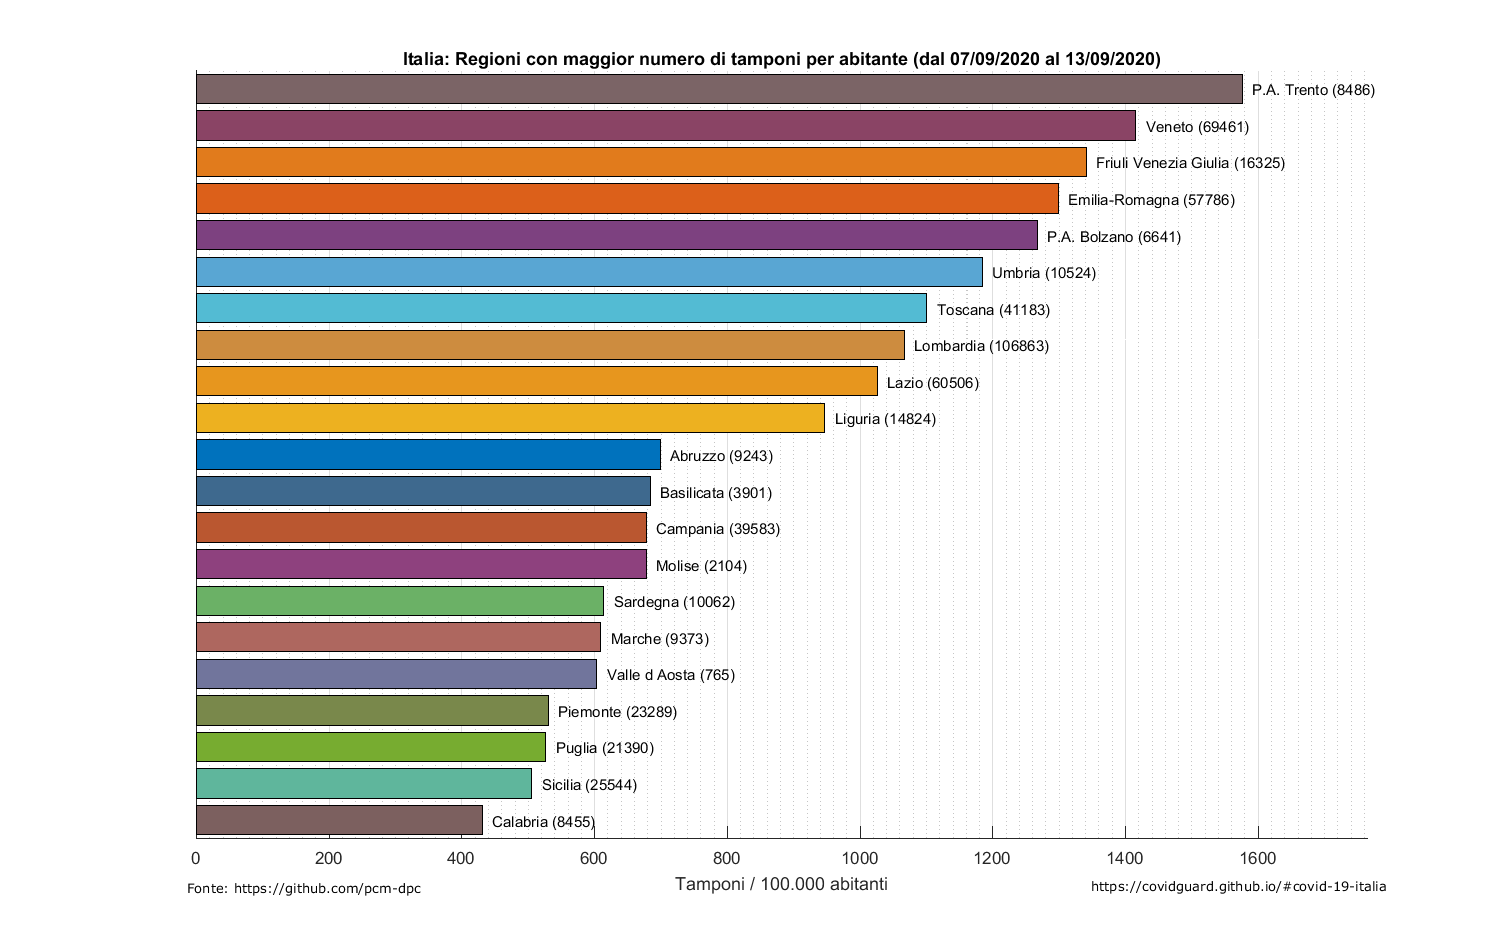 Italia: Regioni con maggior numero di tamponi per abitante (dal 07/09/2020 al 13/09/2020)
P.A. Trento (8486)
Veneto (69461)
Friuli Venezia Giulia (16325)
Emilia-Romagna (57786)
P.A. Bolzano (6641)
Umbria (10524)
Toscana (41183)
Lombardia (106863)
Lazio (60506)
Liguria (14824)
Abruzzo (9243)
Basilicata (3901)
Campania (39583)
Molise (2104)
Sardegna (10062)
Marche (9373)
Valle d Aosta (765)
Piemonte (23289)
Puglia (21390)
Sicilia (25544)
Calabria (8455)
0 200 400 600 800 1000 1200 1400 1600
Tamponi / 100.000 abitanti
Fonte: https://github.com/pcm-dpc
https://covidguard.github.io/#covid-19-italia